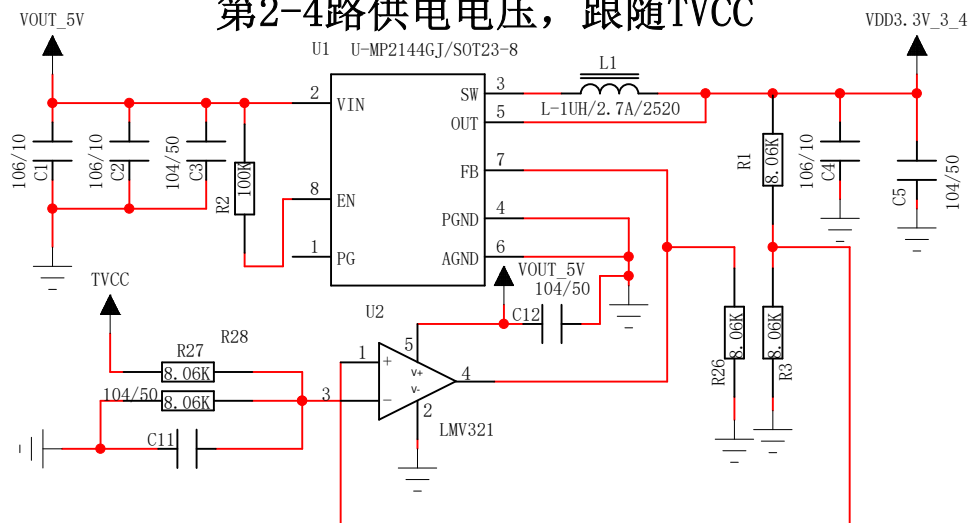 第2-4路供电电压，跟随TVCC
VOUT_5V
VDD3.3V_3_4
U1 U-MP2144GJ/SOT23-8
L1
L-1UH/2.7A/2520
2 VIN
SW 3
OUT 5
FB 7
8 EN
PGND 4
1 PG
AGND 6
106/10
C1
106/10
C2
104/50
C3
R2
100K
R1
8.06K
106/10
C4
C5
104/50
TVCC
VOUT_5V
104/50
C12
U2
R28
R27
8.06K
104/50
8.06K
C11
1
3
5
V+
V-
4
2
LMV321
R26
8.06K
8.06K
R3